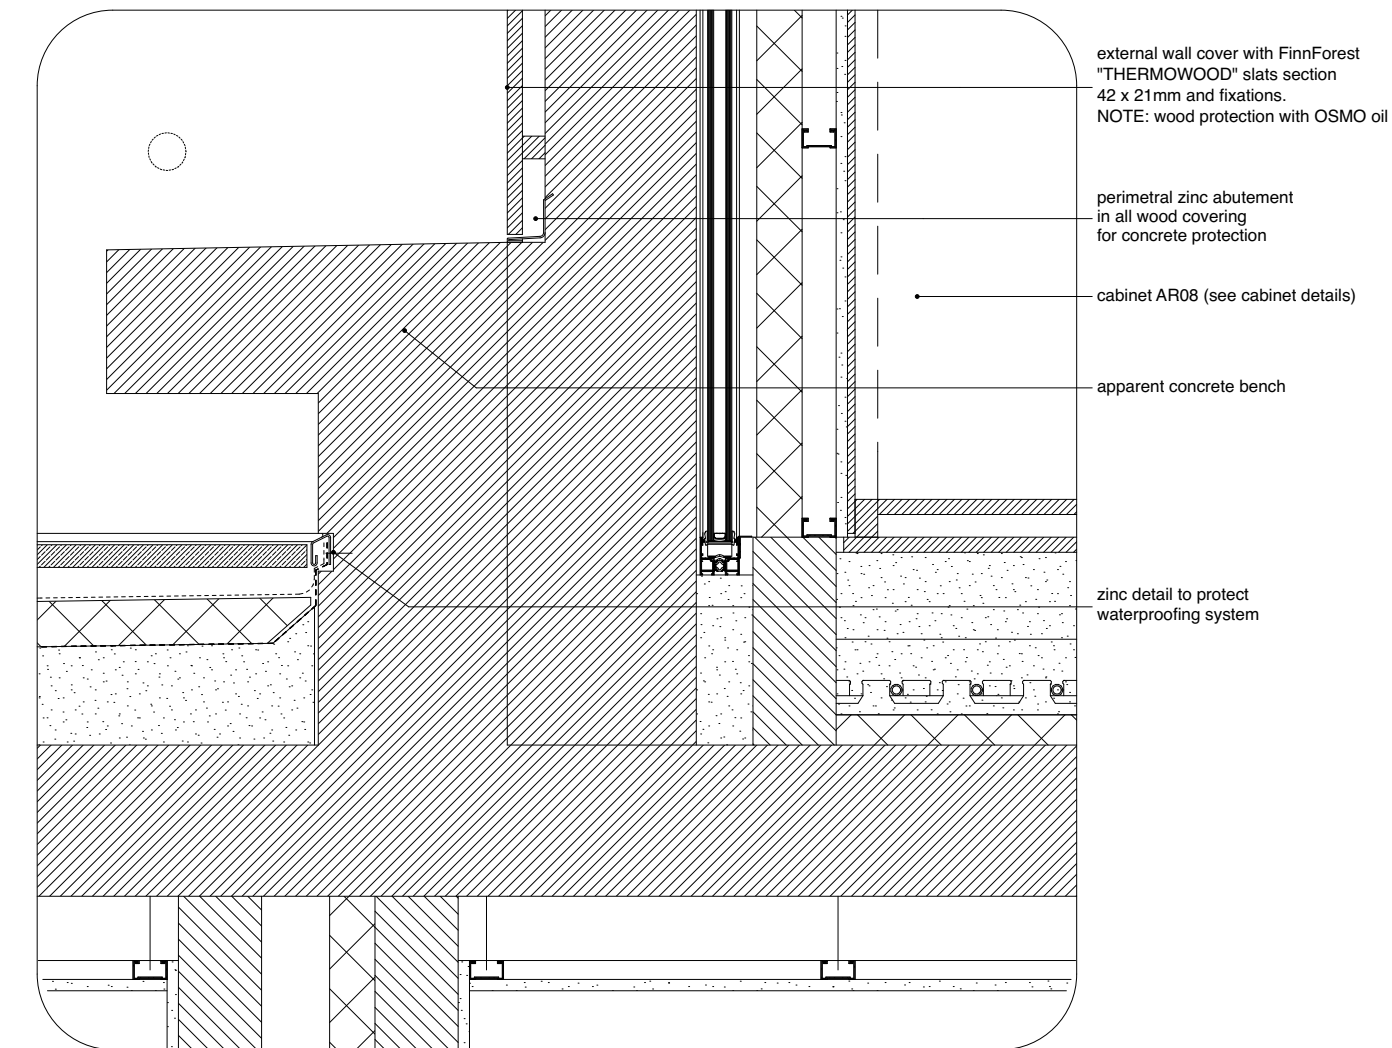 external wall cover with FinnForest
"THERMOWOOD" slats section
42 x 21mm and fixations.
NOTE: wood protection with OSMO oil
perimetral zinc abutement
in all wood covering
for concrete protection
cabinet AR08 (see cabinet details)
apparent concrete bench
zinc detail to protect
waterproofing system